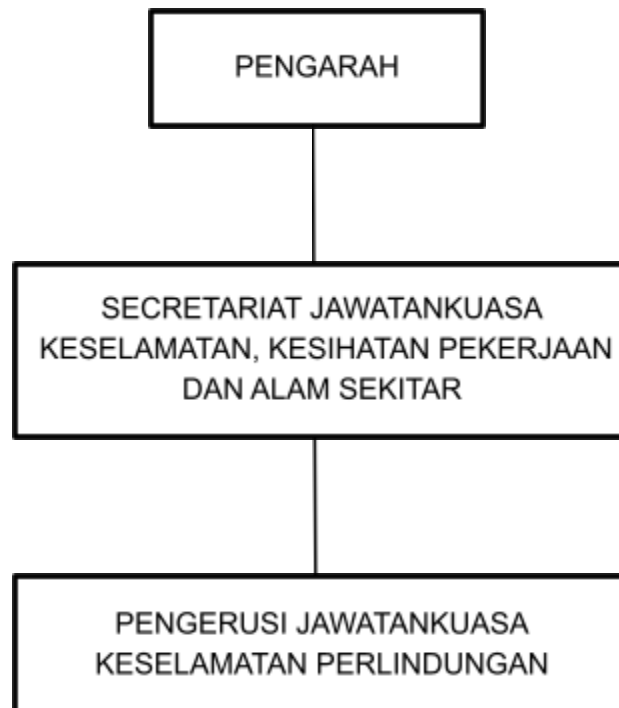 PENGARAH
SECRETARIAT JAWATANKUASA
KESELAMATAN, KESIHATAN PEKERJAAN
DAN ALAM SEKITAR
PENGERUSI JAWATANKUASA
KESELAMATAN PERLINDUNGAN